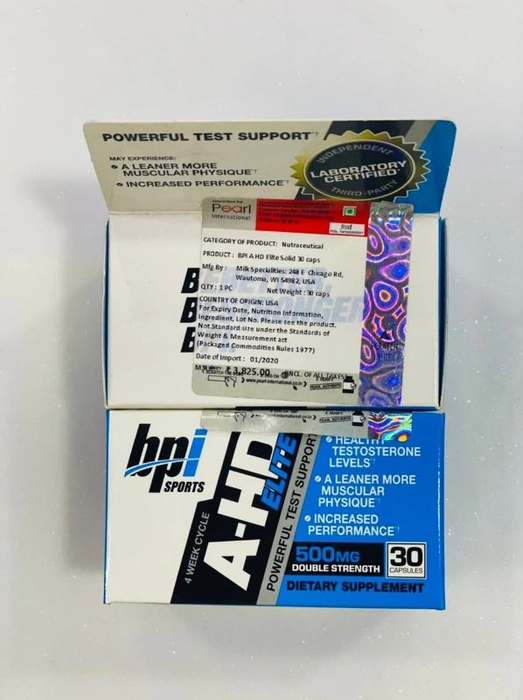 POWERFUL TEST SUPPORT†
MAY EXPERIENCE:
• A LEANER MORE
MUSCULAR PHYSIQUE*†
• INCREASED PERFORMANCE*†
INDEPENDENT
LABORATORY
CERTIFIED
THIRD-PARTY
Pearl
International
fssai
CATEGORY OF PRODUCT: Nutraceutical
PRODUCT: BPI A HD Elite Solid 30 caps
Mfg By: Milk Specialities: 248 E Chicago Rd,
Wautoma, WI 54982, USA
QTY: 1 PC Net Weight: 30 caps
COUNTRY OF ORIGIN: USA
For Expiry Date, Nutrition Information,
Ingredient, Lot No. Please see the product.
Not Standard size under the Standards of
Weight & Measurement act
(Packaged Commodities Rules 1977)
Date of Import: 01/2020
3,825.00 INCL. OF ALL TAXES
www.pearl-international.co.in
bpi
SPORTS
4 WEEK CYCLE
A-HD
ELITE
POWERFUL TEST SUPPORT
• HEALTHY
TESTOSTERONE
LEVELS*†
• A LEANER MORE
MUSCULAR
PHYSIQUE*†
• INCREASED
PERFORMANCE*†
500MG
DOUBLE STRENGTH
30
CAPSULES
DIETARY SUPPLEMENT